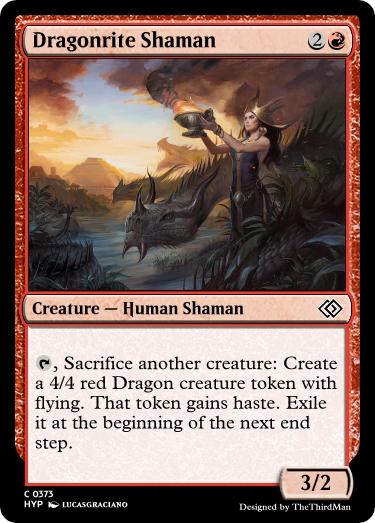 Dragonrite Shaman 2
Creature — Human Shaman
, Sacrifice another creature: Create
a 4/4 red Dragon creature token with
flying. That token gains haste. Exile
it at the beginning of the next end
step.
3/2
C 0373
HYP LUCASGRACIANO
Designed by TheThirdMan